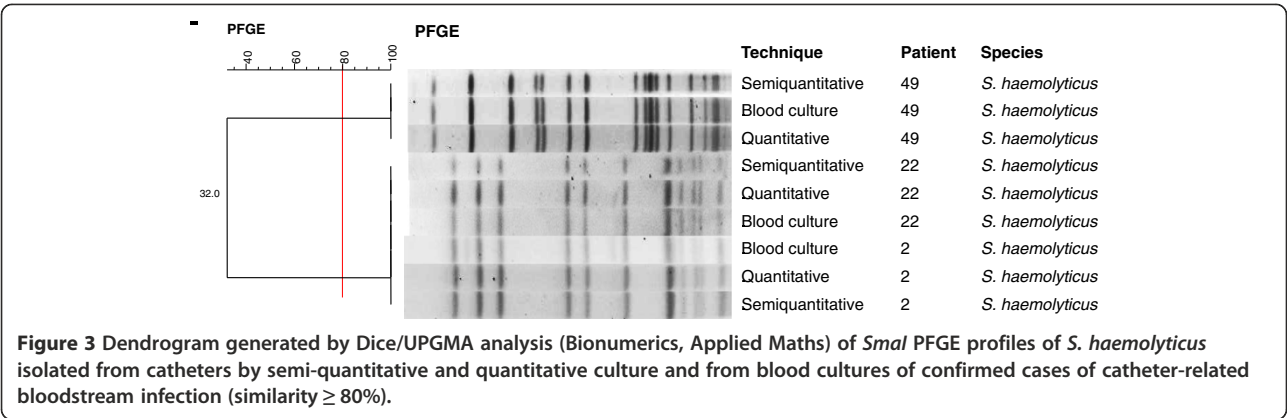 PFGE PFGE
40 60 80 100
Technique Patient Species
Semiquantitative 49 S. haemolyticus
Blood culture 49 S. haemolyticus
Quantitative 49 S. haemolyticus
Semiquantitative 22 S. haemolyticus
32.0 Quantitative 22 S. haemolyticus
Blood culture 22 S. haemolyticus
Blood culture 2 S. haemolyticus
Quantitative 2 S. haemolyticus
Semiquantitative 2 S. haemolyticus
Figure 3 Dendrogram generated by Dice/UPGMA analysis (Bionumerics, Applied Maths) of SmaI PFGE profiles of S. haemolyticus
isolated from catheters by semi-quantitative and quantitative culture and from blood cultures of confirmed cases of catheter-related
bloodstream infection (similarity ≥ 80%).